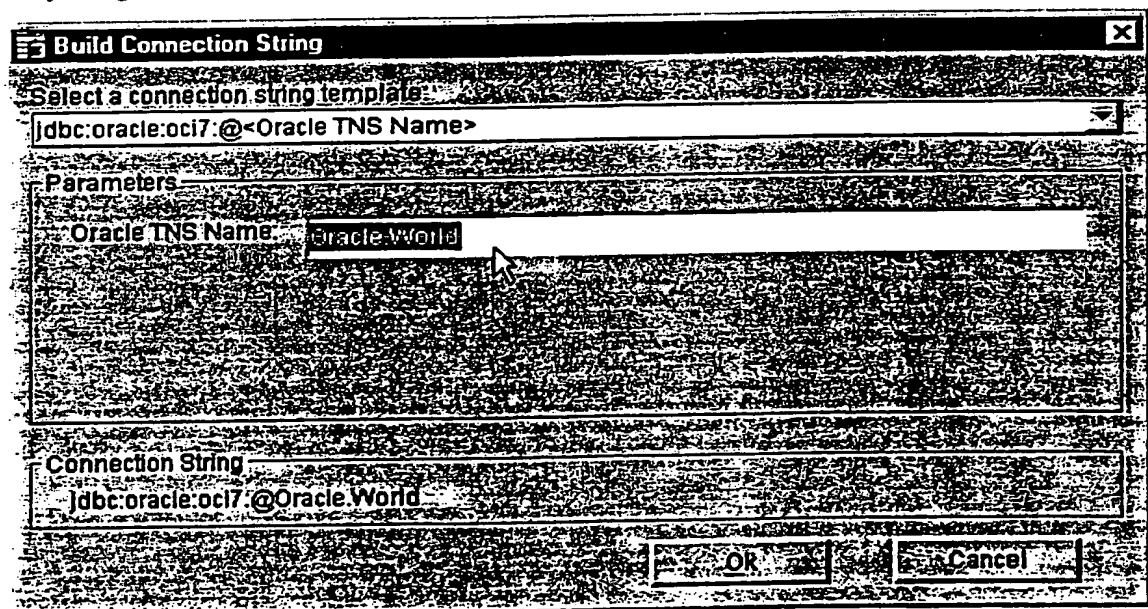 Build Connection String
Select a connection string template:
jdbc:oracle:oci7:@<Oracle TNS Name>
Parameters
Oracle TNS Name:
Oracle.World
Connection String
jdbc:oracle:oci7:@Oracle.World
Ok
Cancel